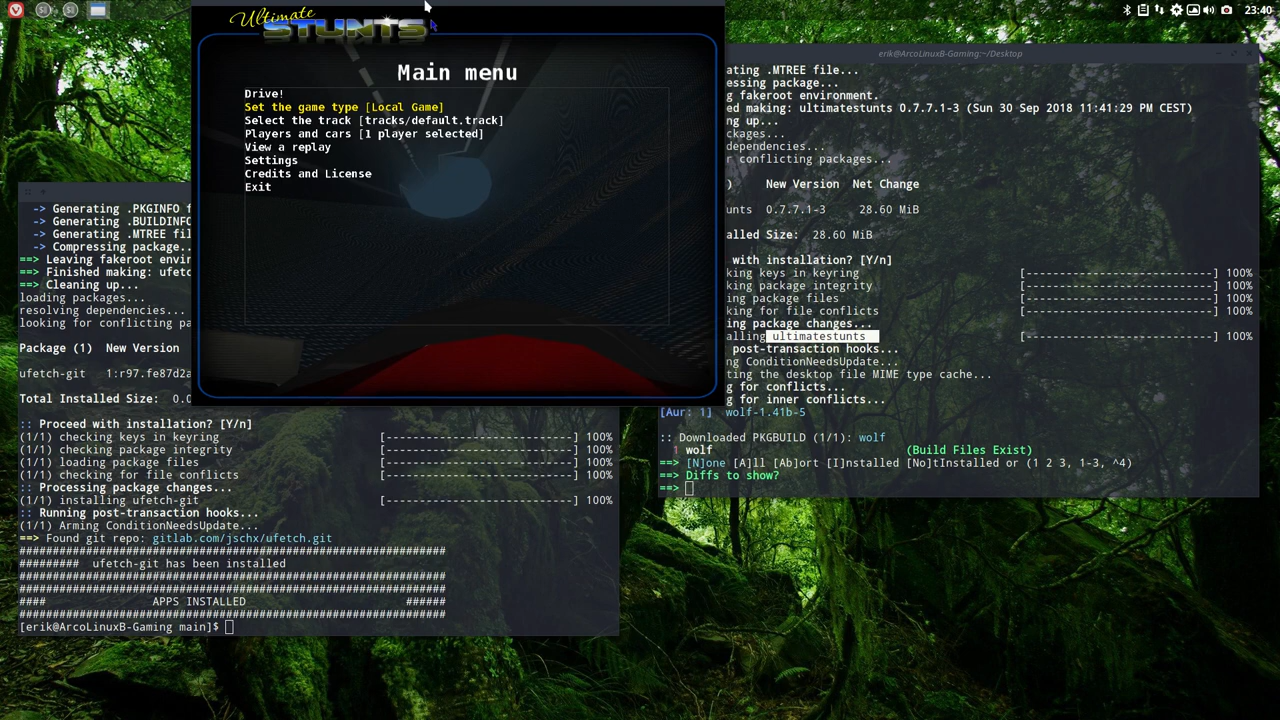 23:40
Ultimate
STUNTS
Main menu
Drive!
Set the game type [Local Game]
Select the track [tracks/default.track]
Players and cars [1 player selected]
View a replay
Settings
Credits and License
Exit
erik@ArcoLinuxB-Gaming:~/Desktop
ating .MTREE file...
essing package...
g fakeroot environment.
ed making: ultimatestunts 0.7.7.1-3 (Sun 30 Sep 2018 11:41:29 PM CEST)
ng up...
ckages...
dependencies...
r conflicting packages...
) New Version Net Change
unts 0.7.7.1-3 28.60 MiB
alled Size: 28.60 MiB
with installation? [Y/n]
king keys in keyring [------------------------------] 100%
king package integrity [------------------------------] 100%
ing package files [------------------------------] 100%
king for file conflicts [------------------------------] 100%
ing package changes...
alling ultimatestunts [------------------------------] 100%
post-transaction hooks...
ng ConditionNeedsUpdate...
ting the desktop file MIME type cache...
g for conflicts...
g for inner conflicts...
[Aur: 1] wolf-1.41b-5
:: Downloaded PKGBUILD (1/1): wolf
1 wolf (Build Files Exist)
==> [N]one [A]ll [Ab]ort [I]nstalled [No]tInstalled or (1 2 3, 1-3, ^4)
==> Diffs to show?
==>
-> Generating .PKGINFO f
-> Generating .BUILDINFO
-> Generating .MTREE fil
-> Compressing package..
==> Leaving fakeroot envir
==> Finished making: ufetc
==> Cleaning up...
loading packages...
resolving dependencies...
looking for conflicting pa
Package (1) New Version
ufetch-git 1:r97.fe87d2a
Total Installed Size: 0.0
:: Proceed with installation? [Y/n]
(1/1) checking keys in keyring [------------------------------] 100%
(1/1) checking package integrity [------------------------------] 100%
(1/1) loading package files [------------------------------] 100%
(1/1) checking for file conflicts [------------------------------] 100%
:: Processing package changes...
(1/1) installing ufetch-git [------------------------------] 100%
:: Running post-transaction hooks...
(1/1) Arming ConditionNeedsUpdate...
==> Found git repo: gitlab.com/jschx/ufetch.git
################################################################
######### ufetch-git has been installed
################################################################
################################################################
#### APPS INSTALLED ######
################################################################
[erik@ArcoLinuxB-Gaming main]$